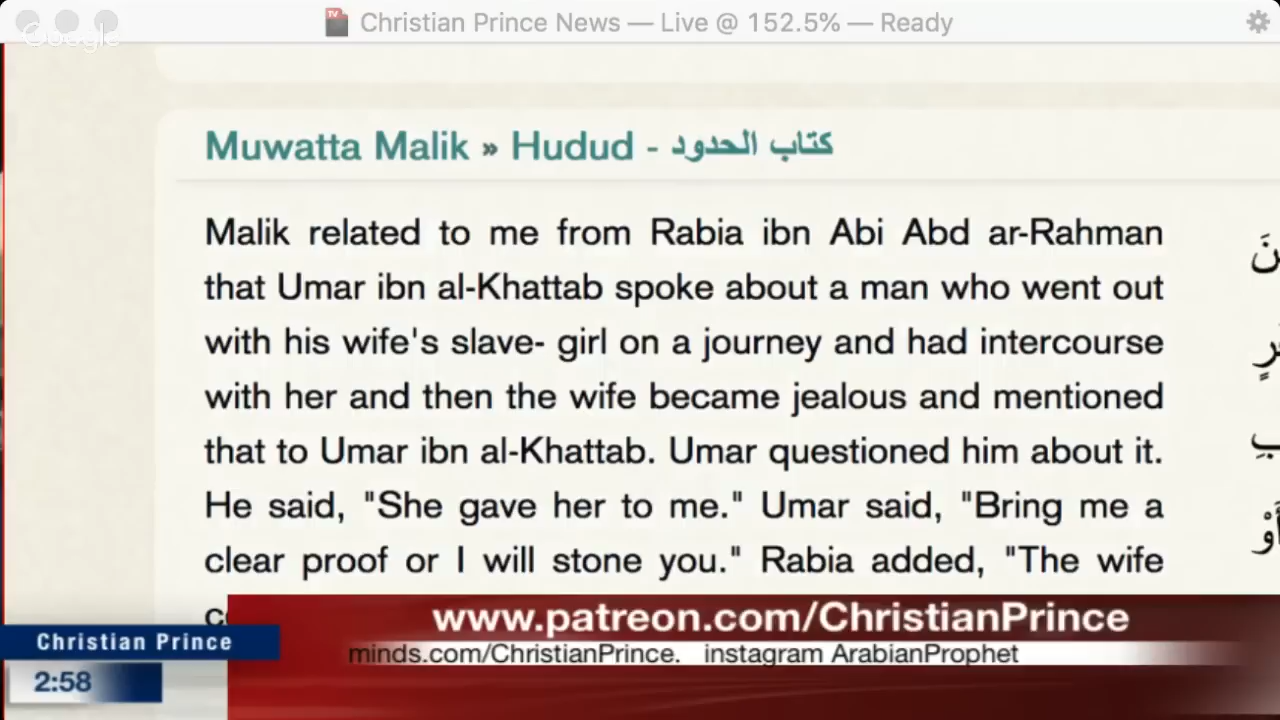 Christian Prince News — Live @ 152.5% — Ready
Google
Muwatta Malik » Hudud - كتاب الحدود
Malik related to me from Rabia ibn Abi Abd ar-Rahman
that Umar ibn al-Khattab spoke about a man who went out
with his wife's slave- girl on a journey and had intercourse
with her and then the wife became jealous and mentioned
that to Umar ibn al-Khattab. Umar questioned him about it.
He said, "She gave her to me." Umar said, "Bring me a
clear proof or I will stone you." Rabia added, "The wife
www.patreon.com/ChristianPrince
Christian Prince
minds.com/ChristianPrince. instagram ArabianProphet
2:58